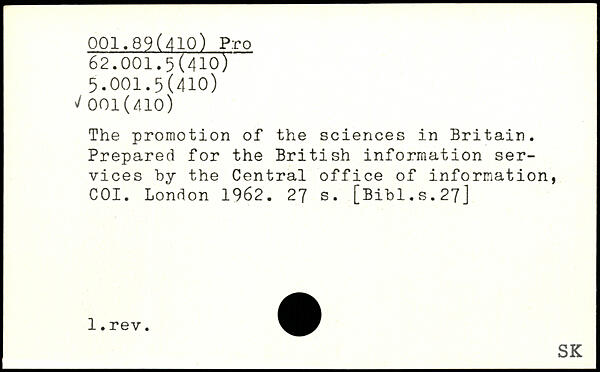 001.89(410) Pro
62.001.5(410)
5.001.5(410)
✓ 001(410)
The promotion of the sciences in Britain.
Prepared for the British information ser-
vices by the Central office of information,
COI. London 1962. 27 s. [Bibl.s.27]
1.rev.
SK